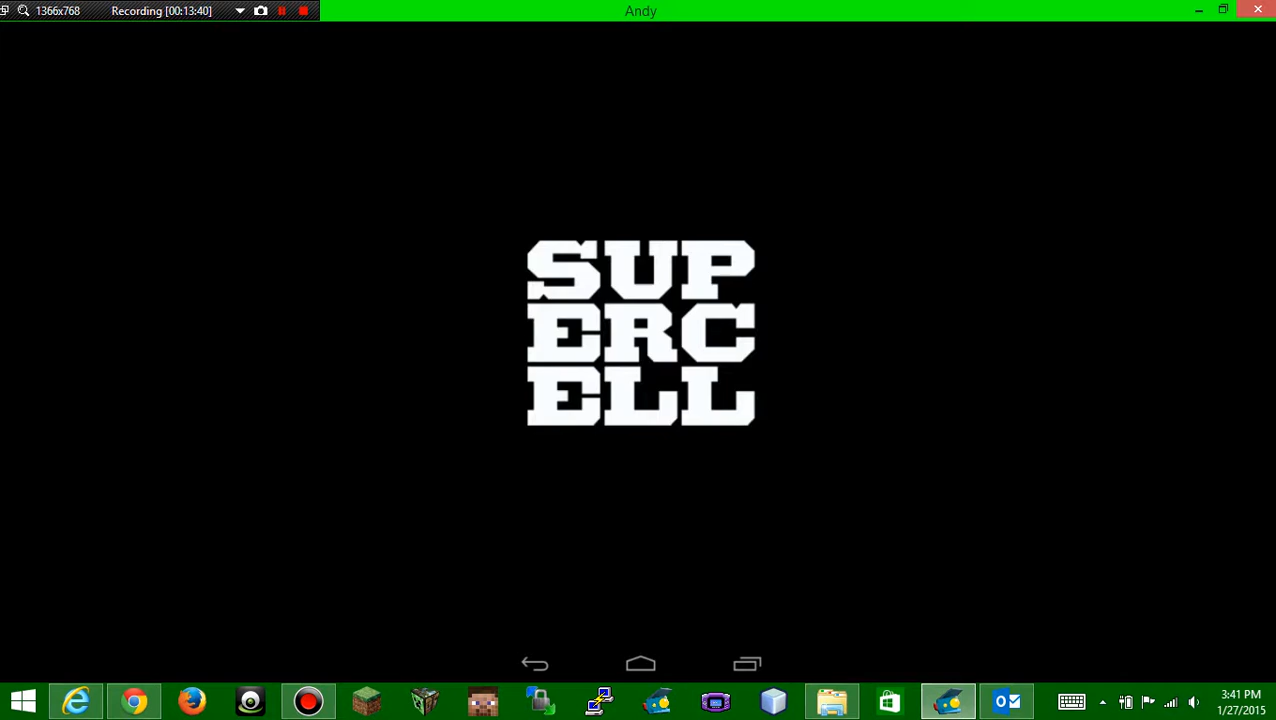 1366x768 Recording [00:13:40] Andy
SUP
ERC
ELL
3:41 PM
1/27/2015